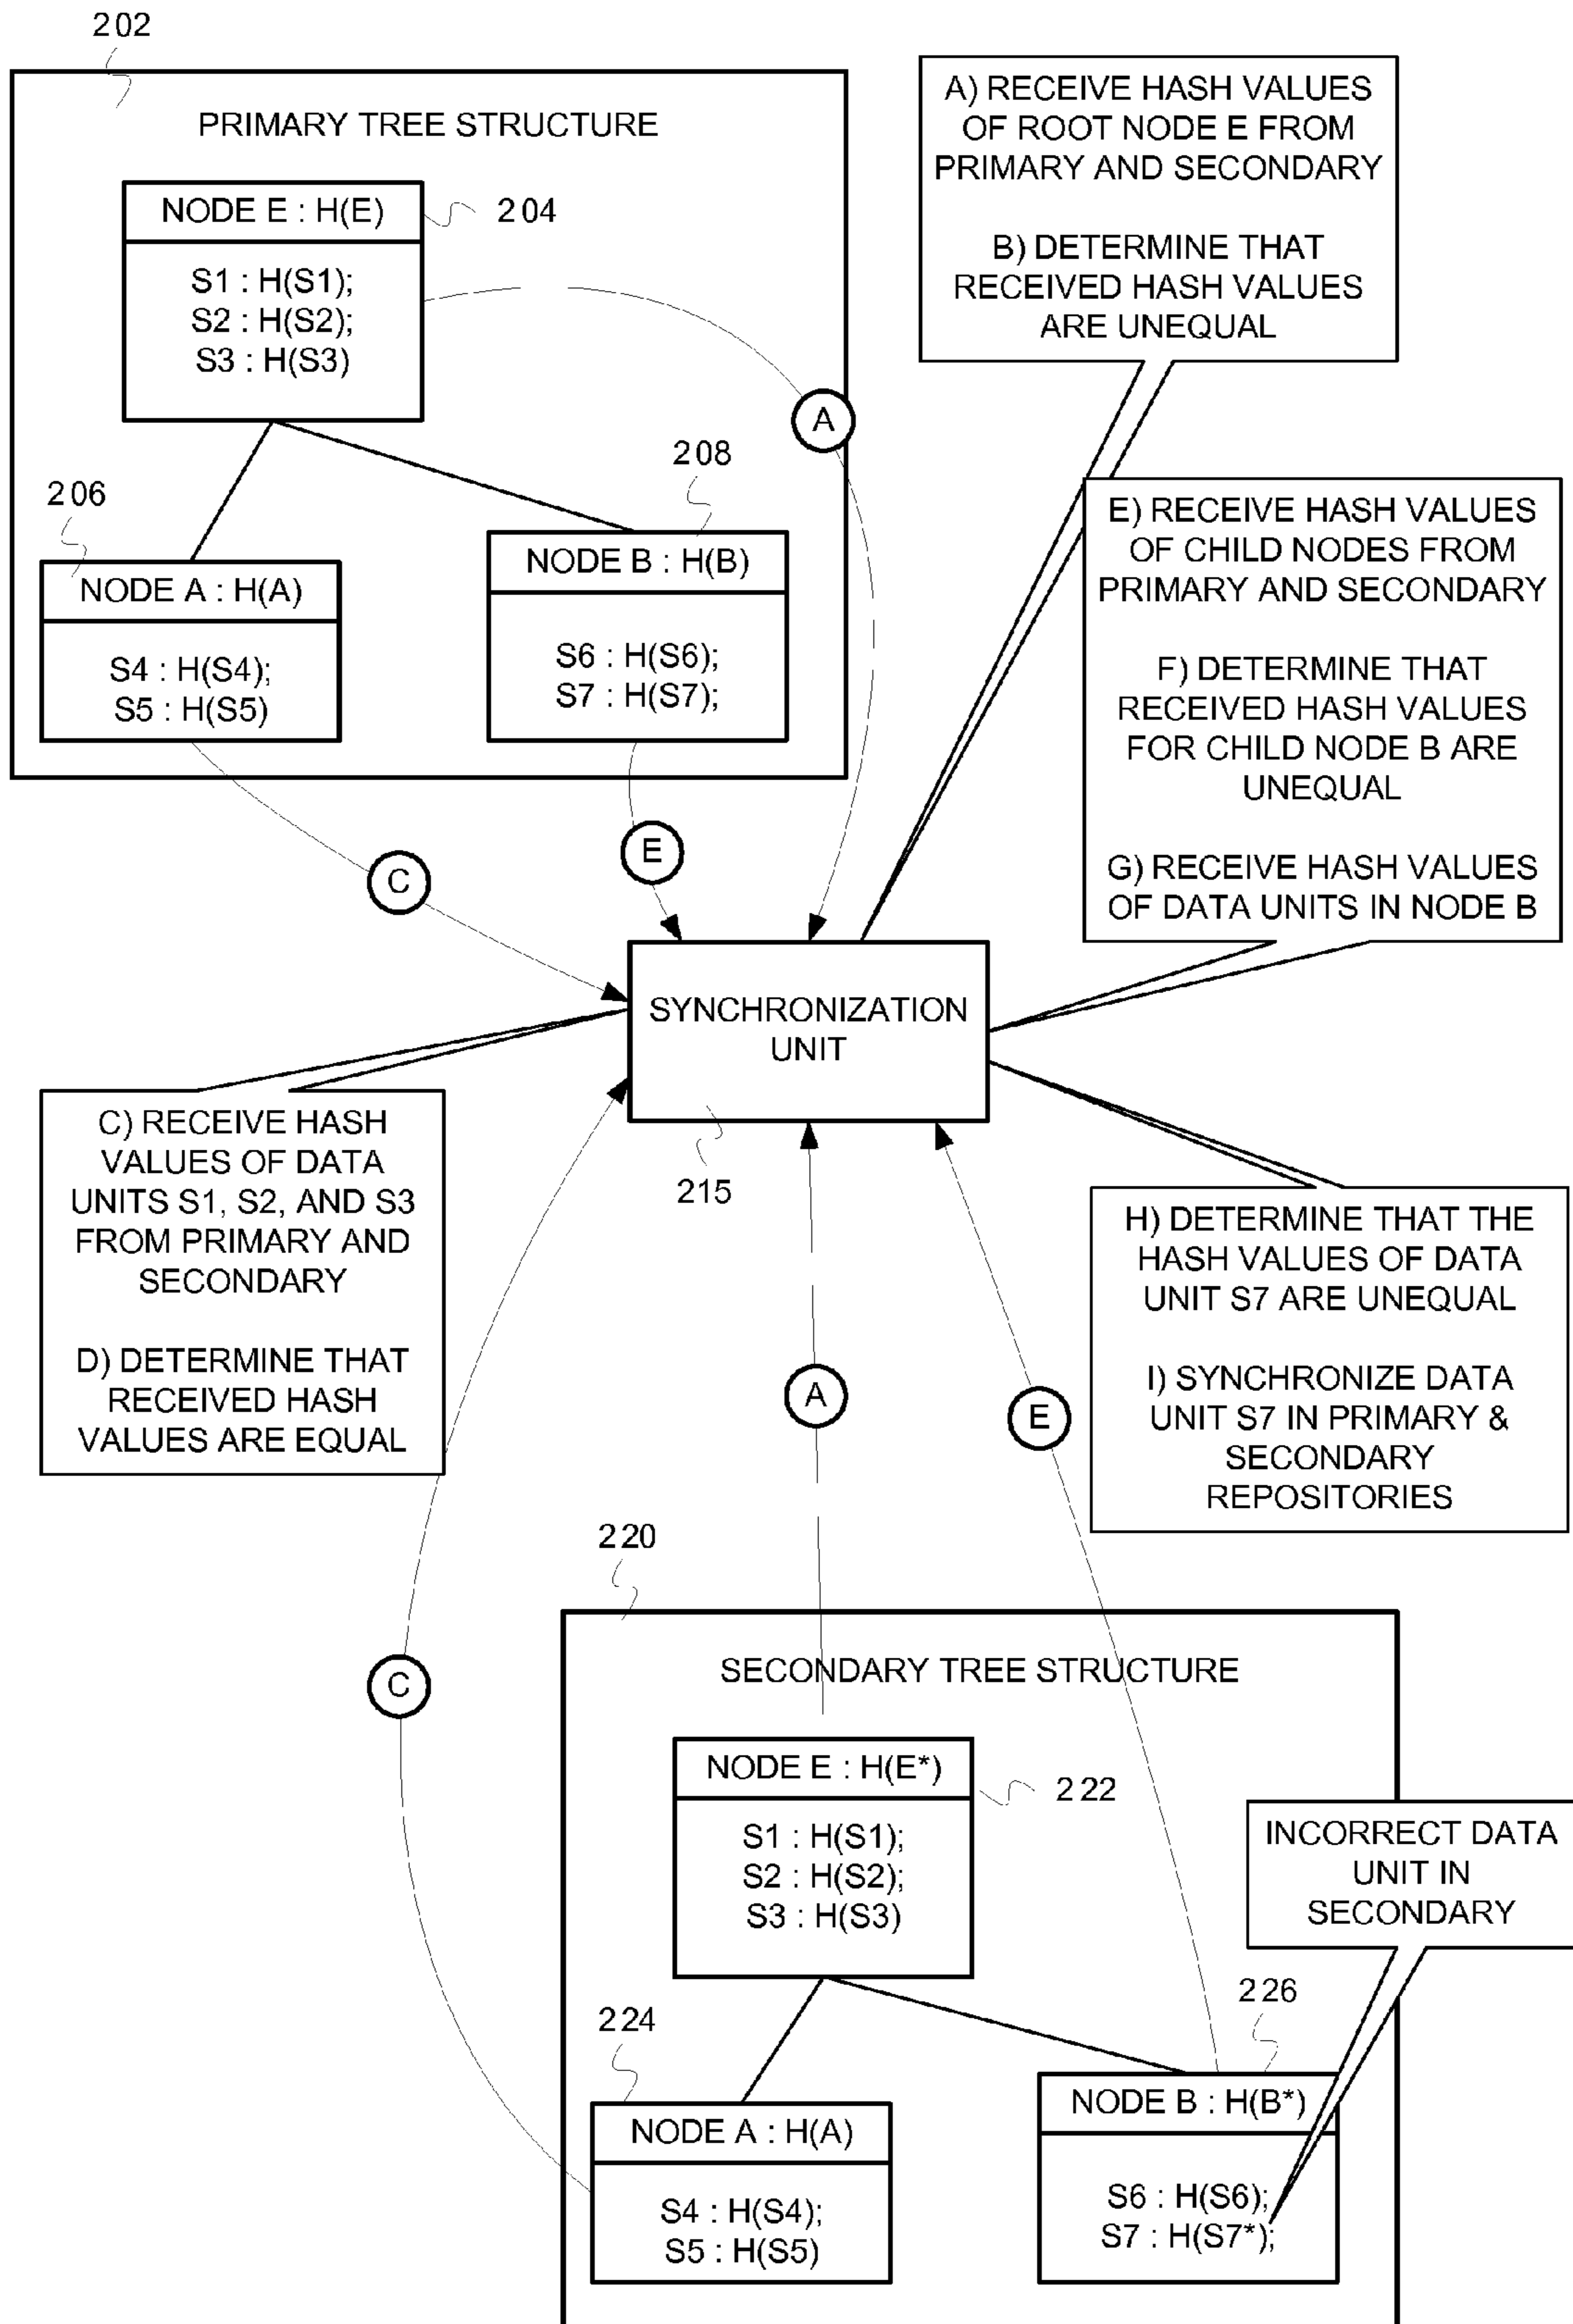 202
PRIMARY TREE STRUCTURE
NODE E : H(E)
204
S1 : H(S1);
S2 : H(S2);
S3 : H(S3)
A
206
NODE A : H(A)
S4 : H(S4);
S5 : H(S5)
208
NODE B : H(B)
S6 : H(S6);
S7 : H(S7);
C
E
A) RECEIVE HASH VALUES
OF ROOT NODE E FROM
PRIMARY AND SECONDARY
B) DETERMINE THAT
RECEIVED HASH VALUES
ARE UNEQUAL
E) RECEIVE HASH VALUES
OF CHILD NODES FROM
PRIMARY AND SECONDARY
F) DETERMINE THAT
RECEIVED HASH VALUES
FOR CHILD NODE B ARE
UNEQUAL
G) RECEIVE HASH VALUES
OF DATA UNITS IN NODE B
SYNCHRONIZATION
UNIT
215
C) RECEIVE HASH
VALUES OF DATA
UNITS S1, S2, AND S3
FROM PRIMARY AND
SECONDARY
D) DETERMINE THAT
RECEIVED HASH
VALUES ARE EQUAL
H) DETERMINE THAT THE
HASH VALUES OF DATA
UNIT S7 ARE UNEQUAL
I) SYNCHRONIZE DATA
UNIT S7 IN PRIMARY &
SECONDARY
REPOSITORIES
A
E
C
220
SECONDARY TREE STRUCTURE
NODE E : H(E*)
222
S1 : H(S1);
S2 : H(S2);
S3 : H(S3)
INCORRECT DATA
UNIT IN
SECONDARY
224
NODE A : H(A)
S4 : H(S4);
S5 : H(S5)
226
NODE B : H(B*)
S6 : H(S6);
S7 : H(S7*);